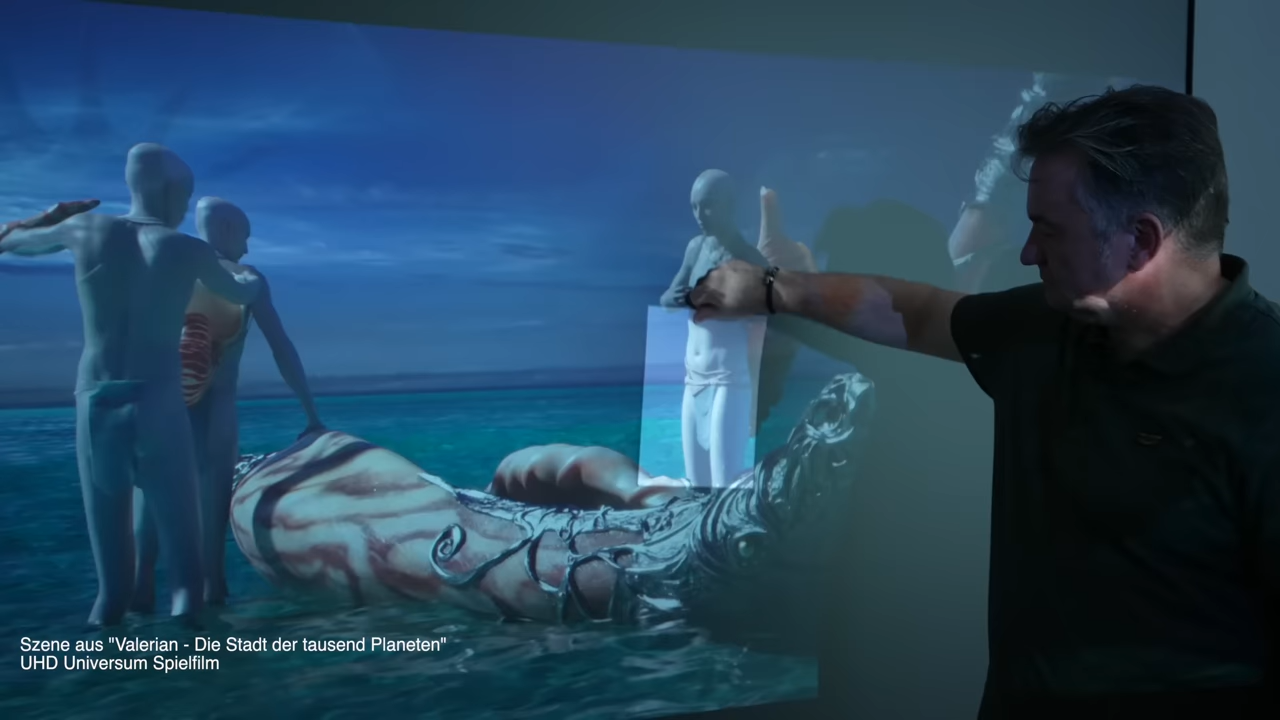 Szene aus "Valerian - Die Stadt der tausend Planeten"
UHD Universum Spielfilm